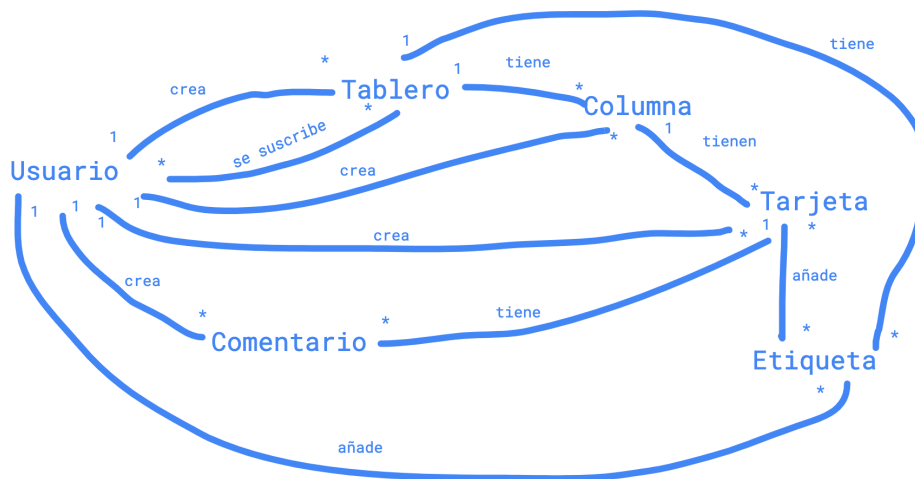 1
tiene
*
1
tiene
crea
Tablero
*
*
Columna
1
se suscribe
*
1
tienen
*
crea
Usuario
*
Tarjeta
1
1
1
1
crea
*
1
*
crea
añade
*
*
tiene
*
*
Comentario
Etiqueta
*
añade